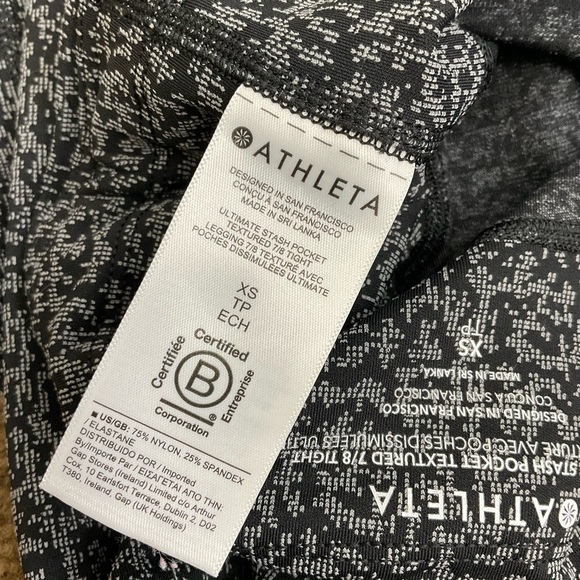 ATHLETA
DESIGNED IN SAN FRANCISCO
CONÇU À SAN FRANCISCO
MADE IN SRI LANKA
ULTIMATE STASH POCKET
TEXTURED 7/8 TIGHT
LEGGING 7/8 TEXTURÉ AVEC
POCHES DISSIMULÉES ULTIMATE
XS
TP
ECH
Certified
Certifiée
B
®
Corporation
Entreprise
US/GB: 75% NYLON, 25% SPANDEX
/ ELASTANE
DISTRIBUIDO POR / Imported
By/Importe Par / ΕΙΣΑΓΕΤΑΙ ΑΠΟ ΤΗΝ:
Gap Stores (Ireland) Limited c/o Arthur
Cox, 10 Earlsfort Terrace, Dublin 2, D02
T380, Ireland, Gap (UK Holdings)
ATHLETA
STASH POCKET TEXTURED 7/8 TIGHT
TURE AVEC POCHES DISSIMULÉES ULTI
DESIGNED IN SAN FRANCISCO
CONÇU À SAN FRANCISCO
MADE IN SRI LANKA
XS
TP